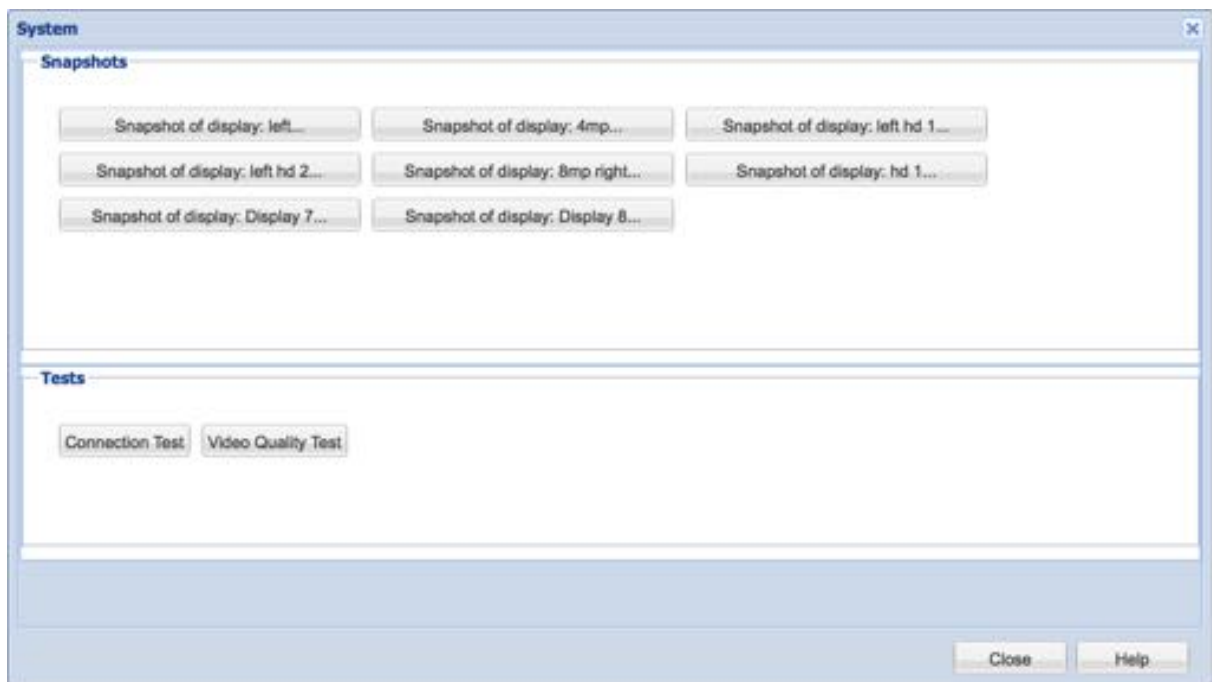 System
Snapshots
Snapshot of display: left... Snapshot of display: 4mp... Snapshot of display: left hd 1...
Snapshot of display: left hd 2... Snapshot of display: 8mp right... Snapshot of display: hd 1...
Snapshot of display: Display 7... Snapshot of display: Display 8...
Tests
Connection Test Video Quality Test
Close Help